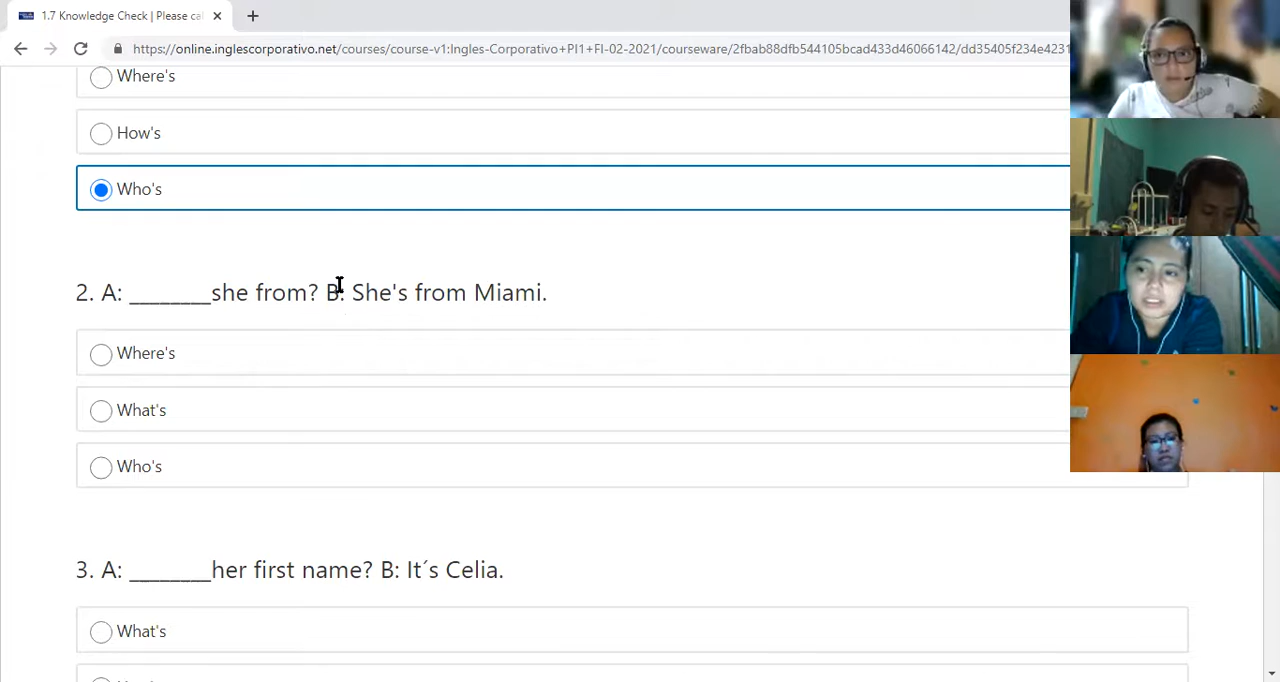 1.7 Knowledge Check | Please cal
https://online.inglescorporativo.net/courses/course-v1:Ingles-Corporativo+PI1+FI-02-2021/courseware/2fbab88dfb544105bcad433d46066142/dd35405f234e4231
Where's
How's
Who's
2. A: ________she from? B: She's from Miami.
Where's
What's
Who's
3. A: ________her first name? B: It´s Celia.
What's